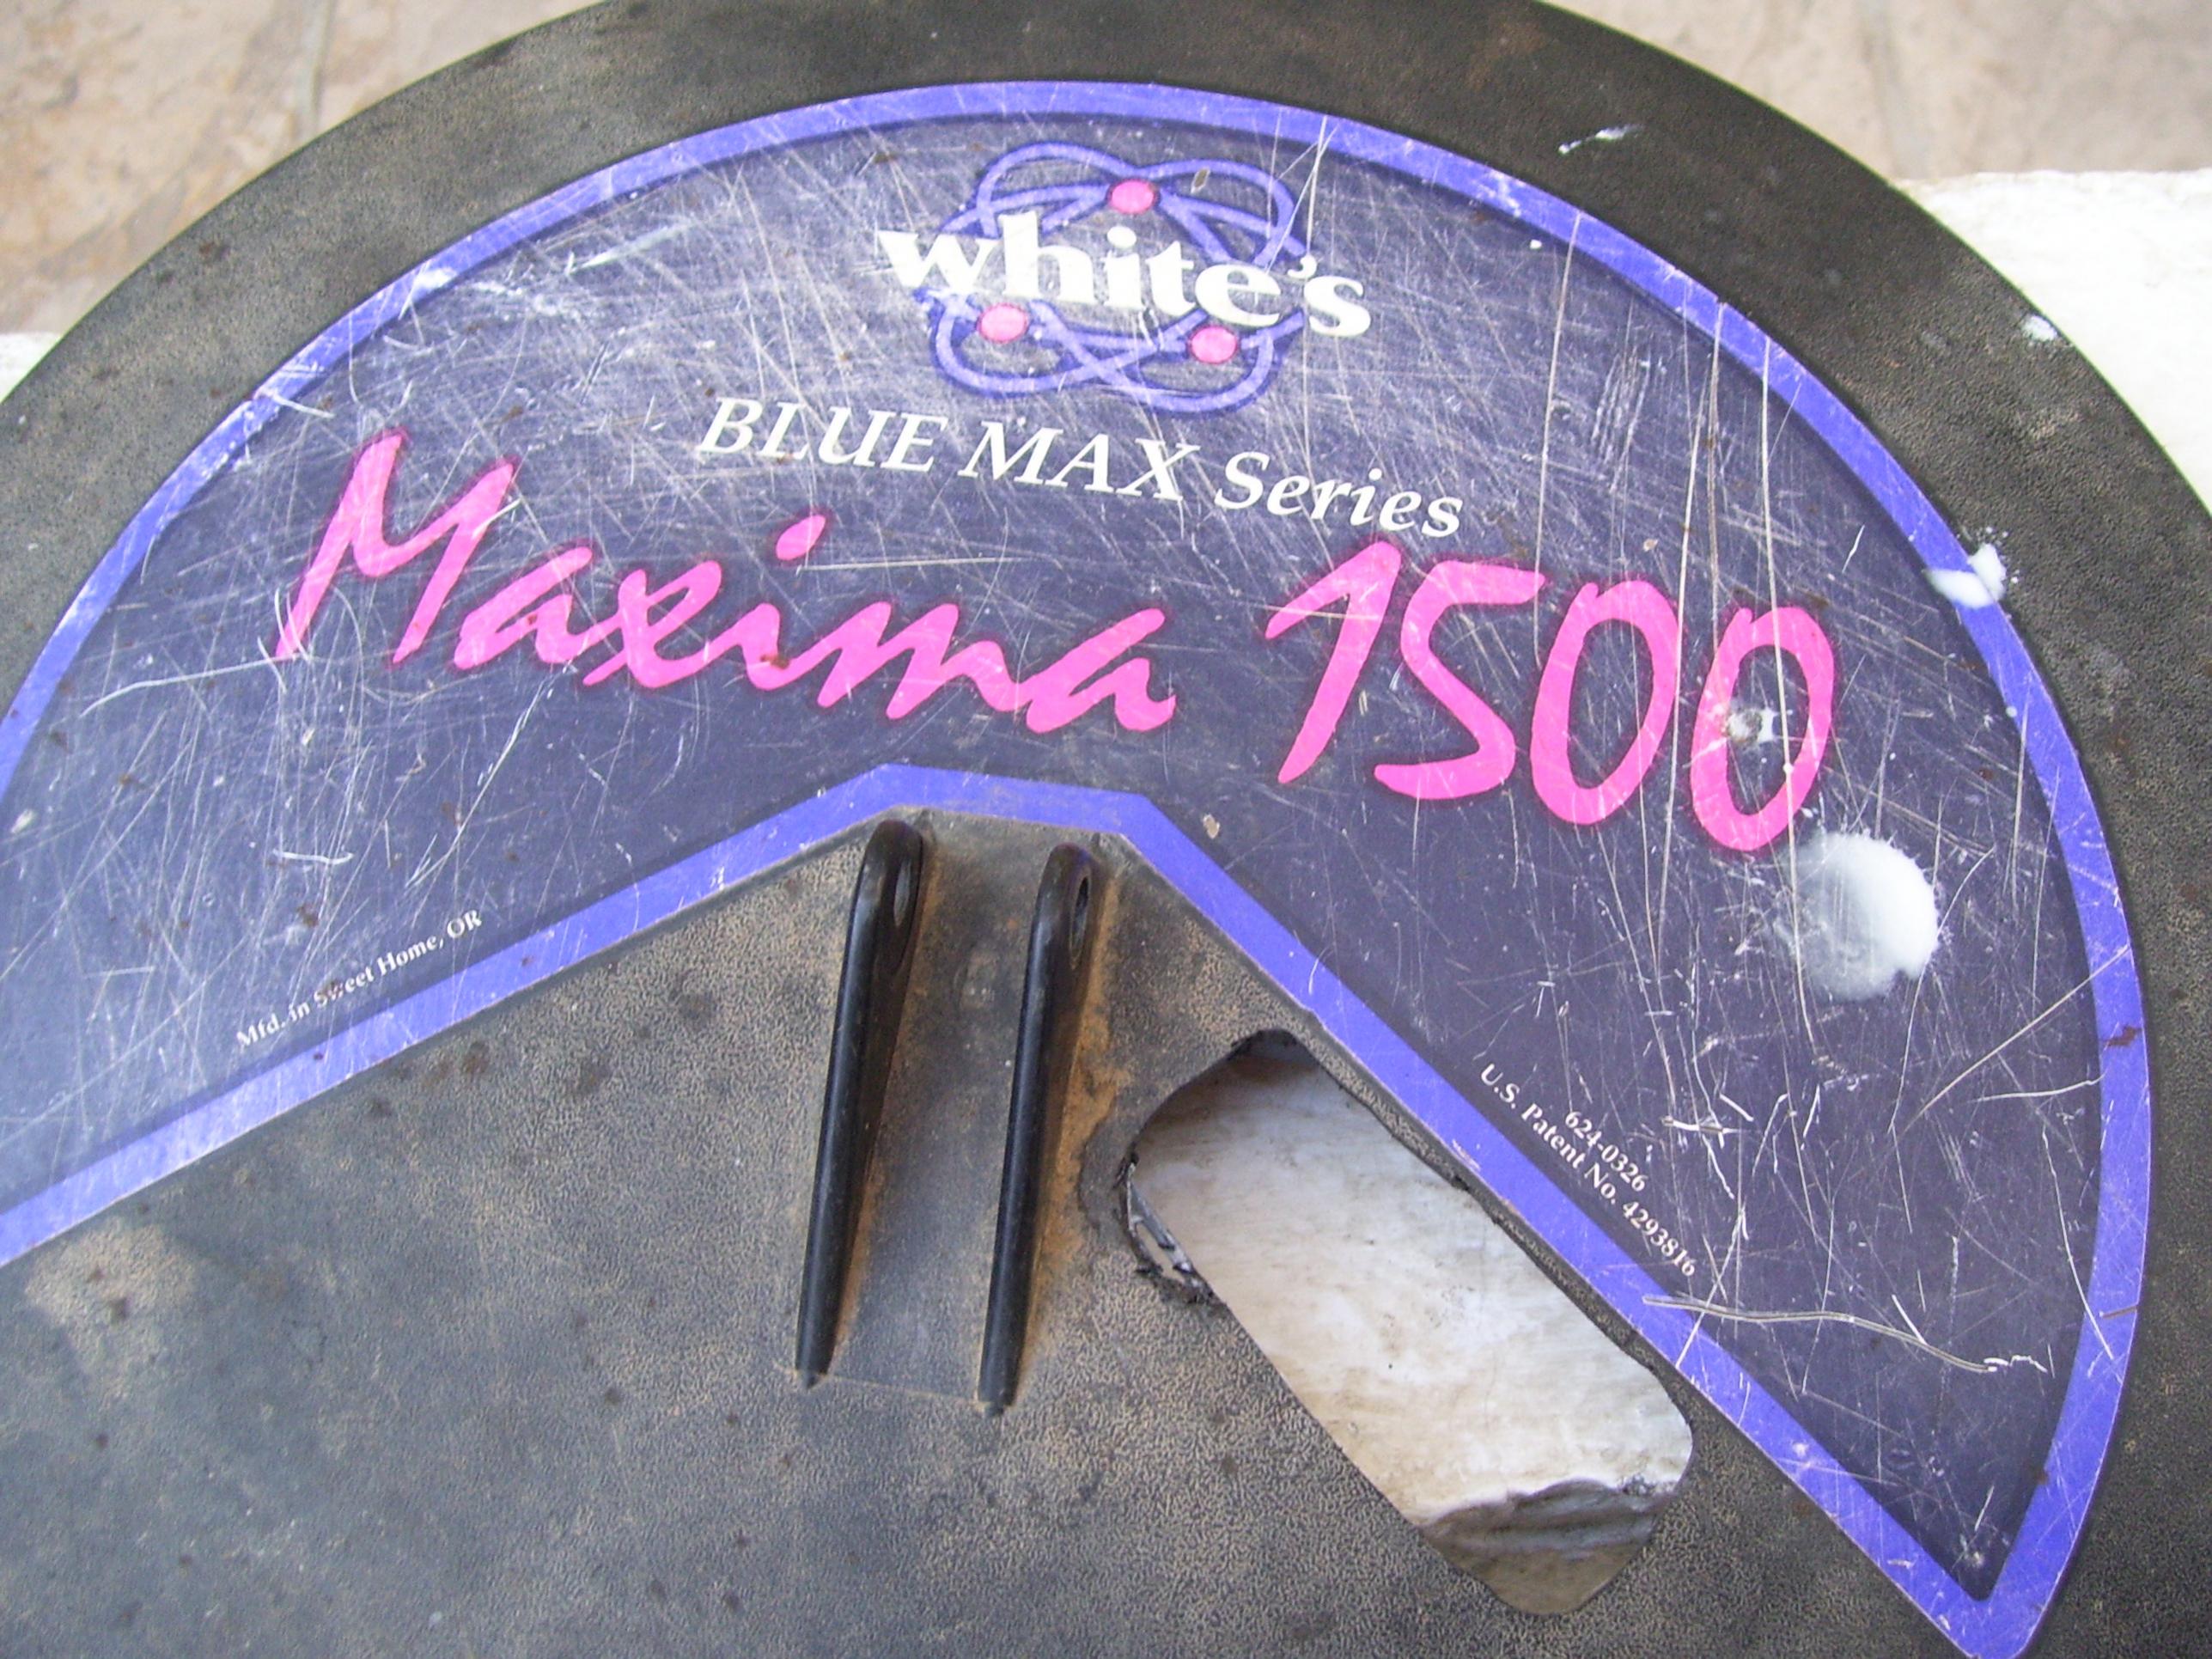 white's
BLUE MAX Series
Maxima 1500
Mfd. in Sweet Home, OR
624-0326
U.S. Patent No. 4293816